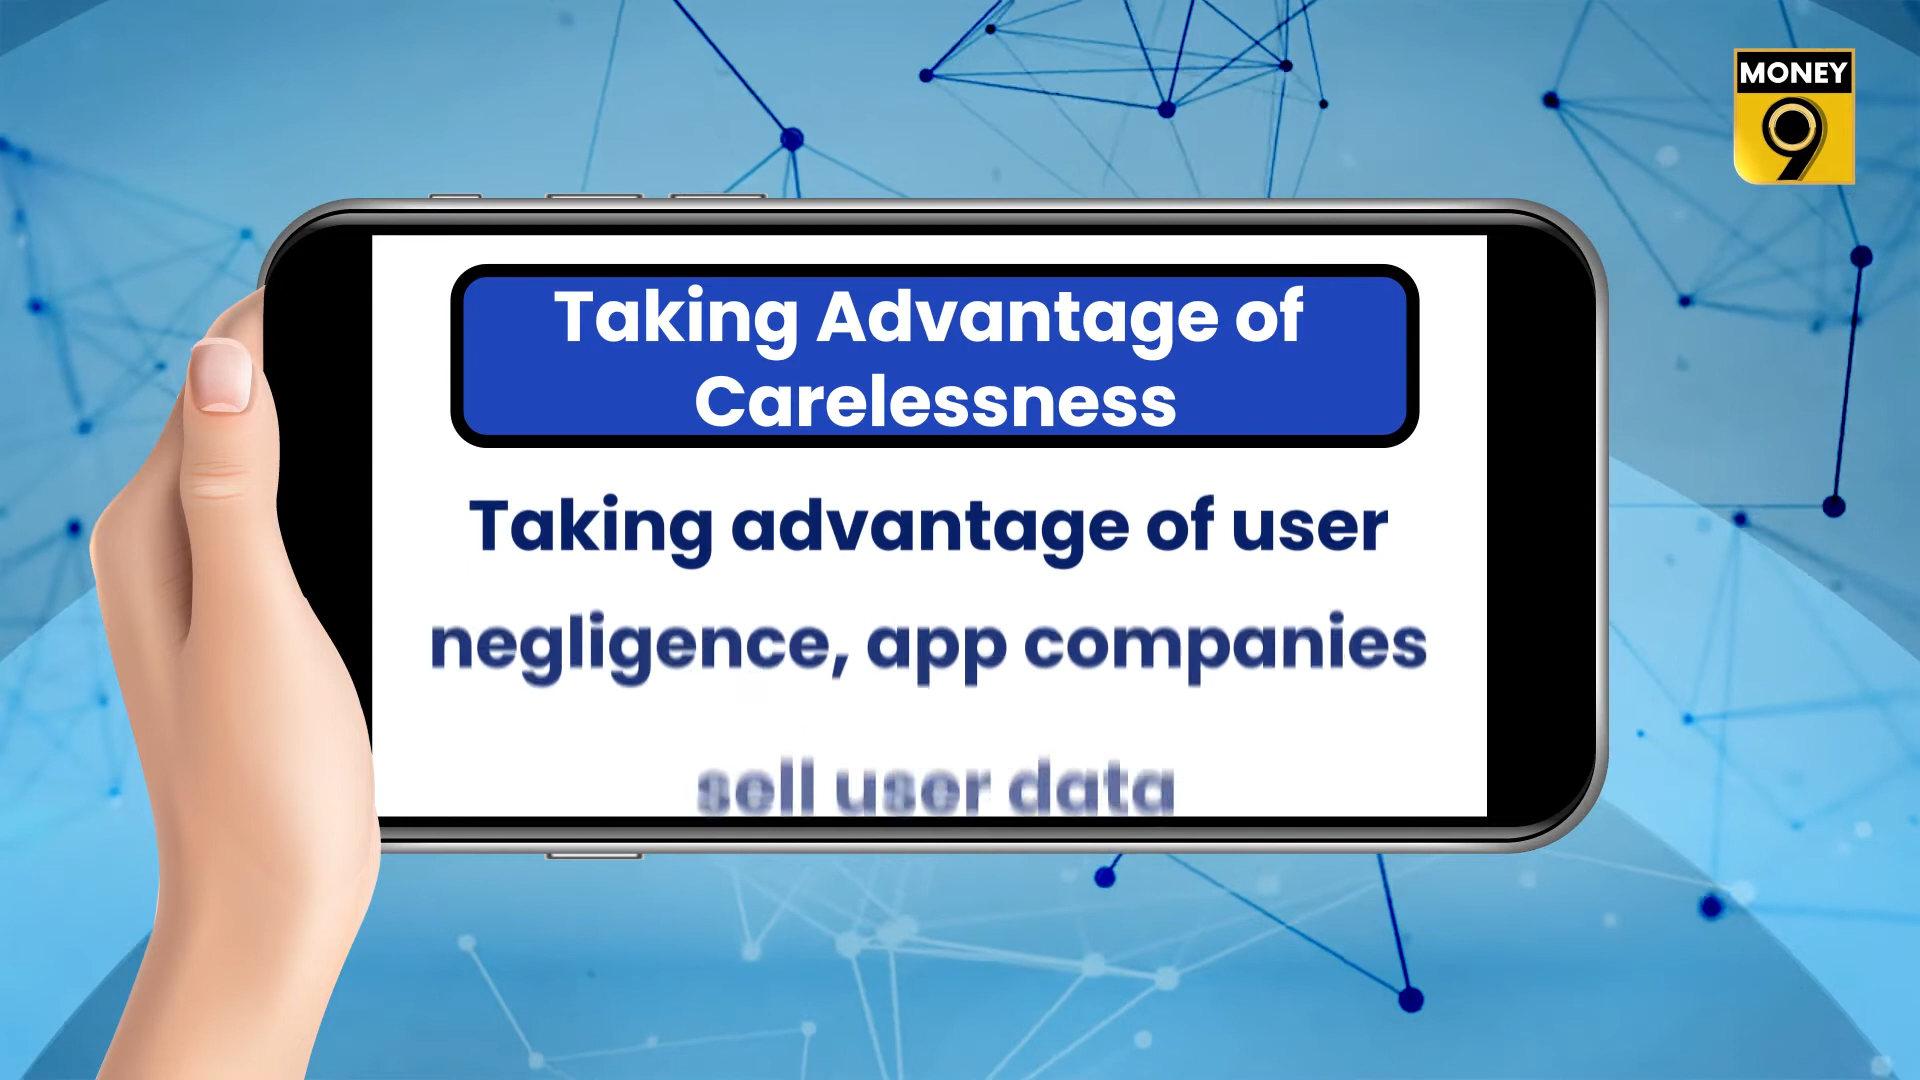 MONEY
9
Taking Advantage of
Carelessness
Taking advantage of user
negligence, app companies
sell user data